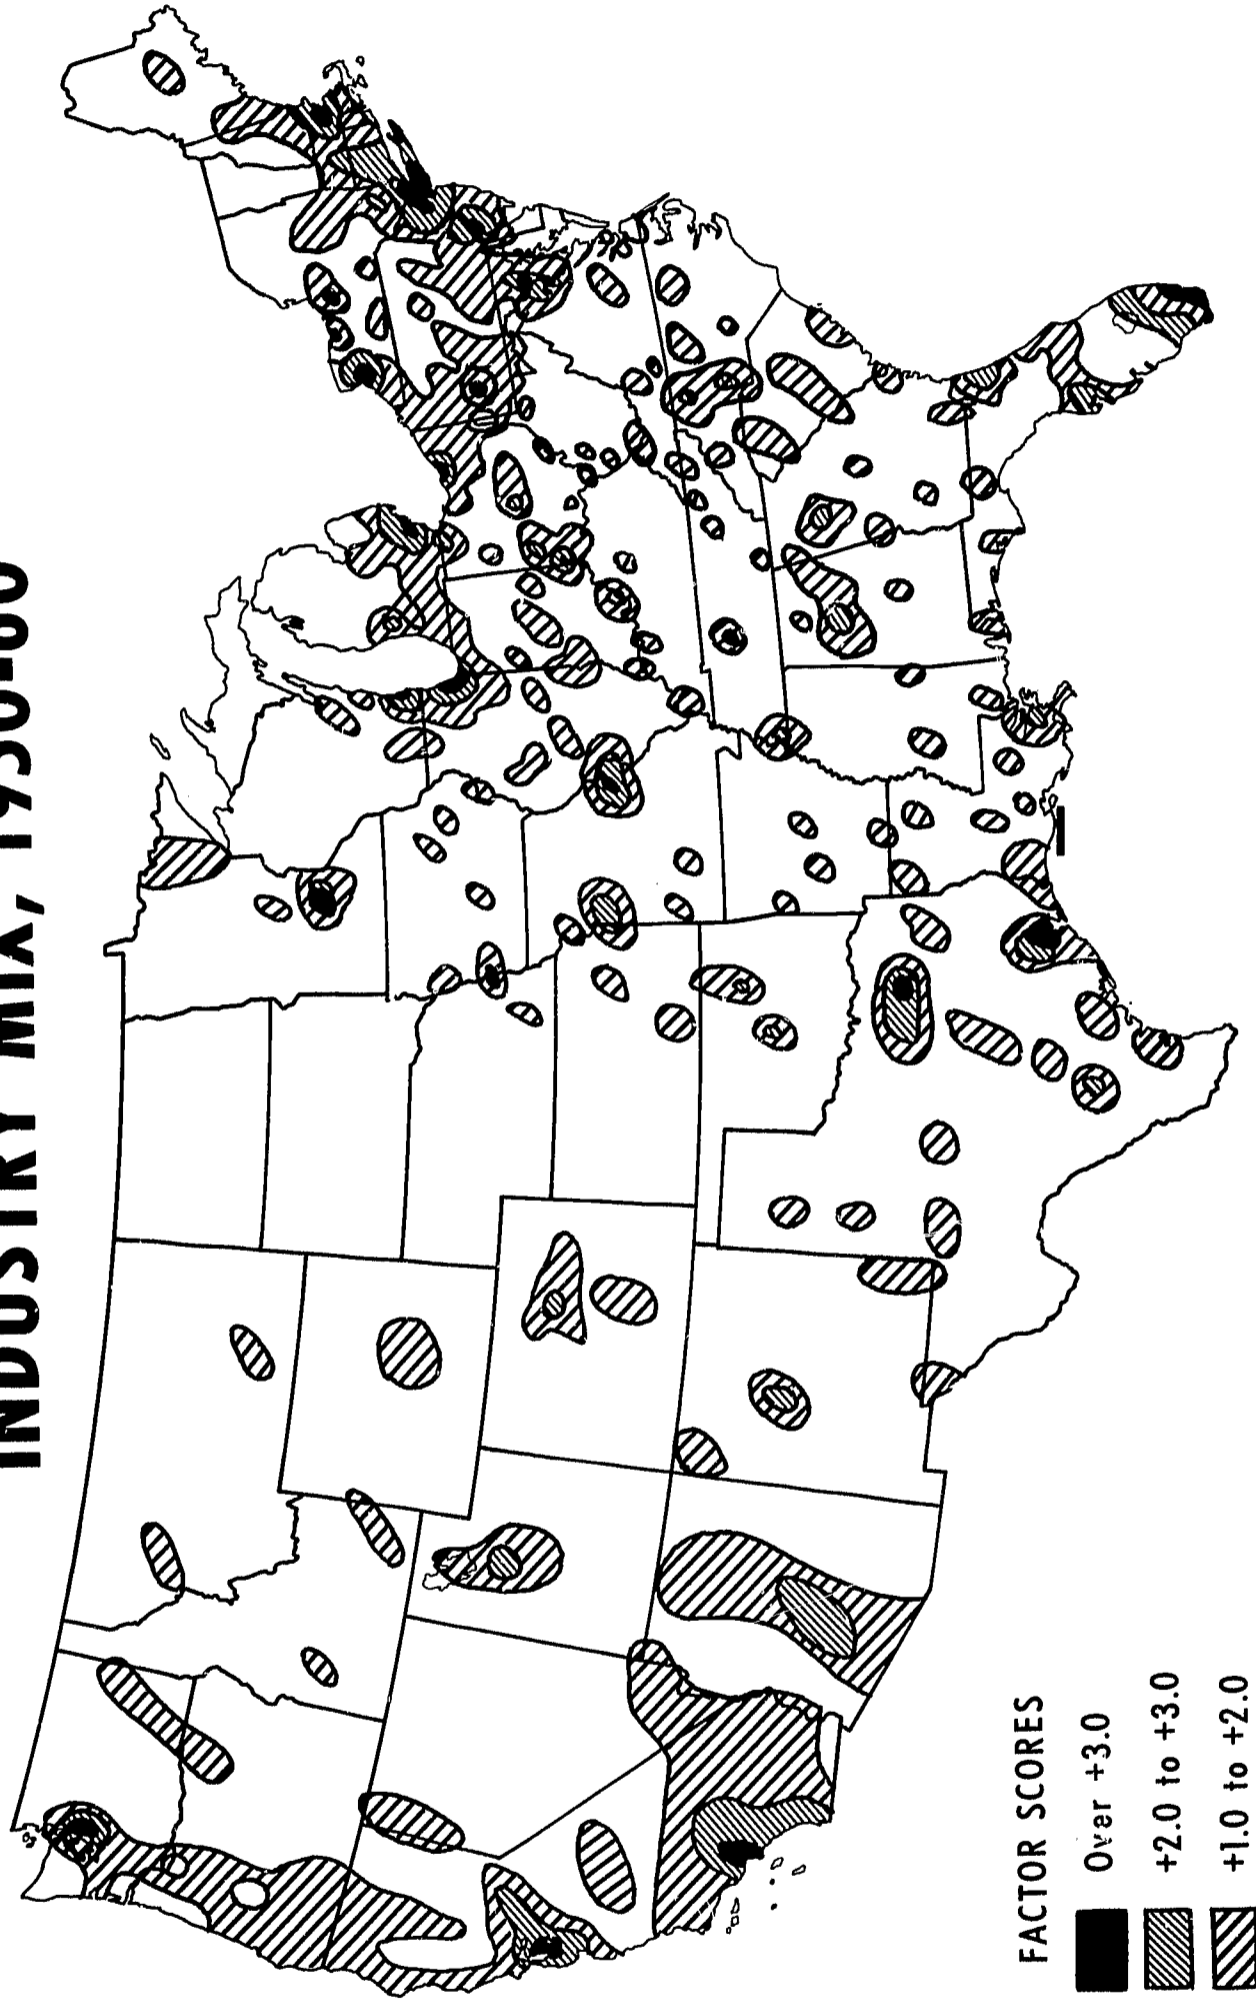 INDUSTRY MIX, 1950-60
FACTOR SCORES
Over +3.0
+2.0 to +3.0
+1.0 to +2.0